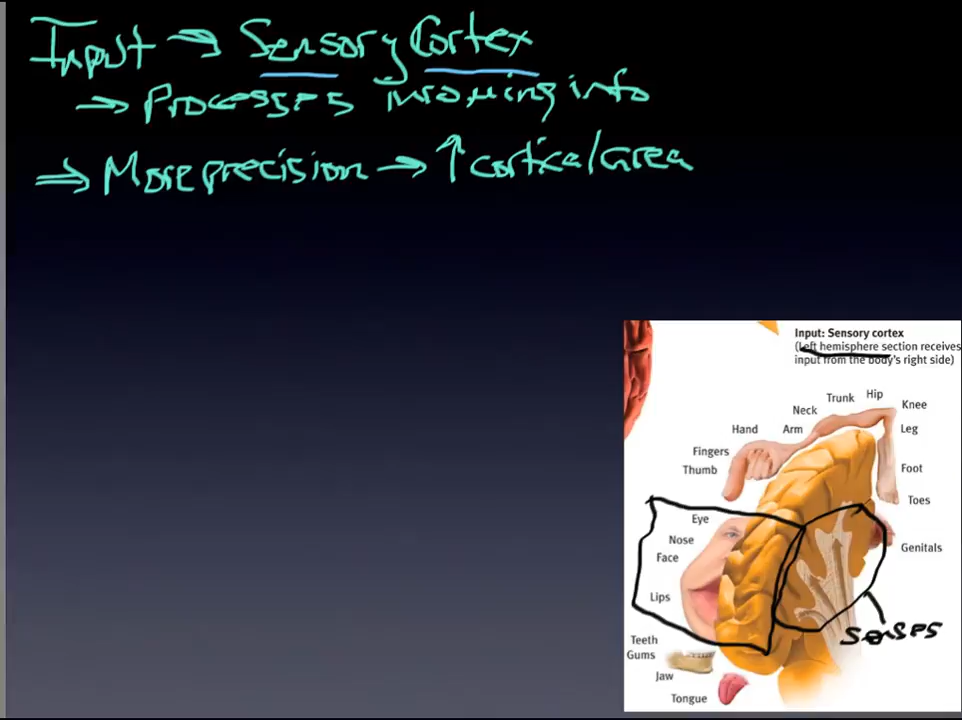 Input → Sensory Cortex
→ Processes incoming info
⇒ More precision → ↑ cortical area
Input: Sensory cortex
(Left hemisphere section receives
input from the body's right side)
Hip
Trunk
Knee
Neck
Hand
Arm
Leg
Fingers
Thumb
Foot
Toes
Eye
Nose
Genitals
Face
Lips
senses
Teeth
Gums
Jaw
Tongue